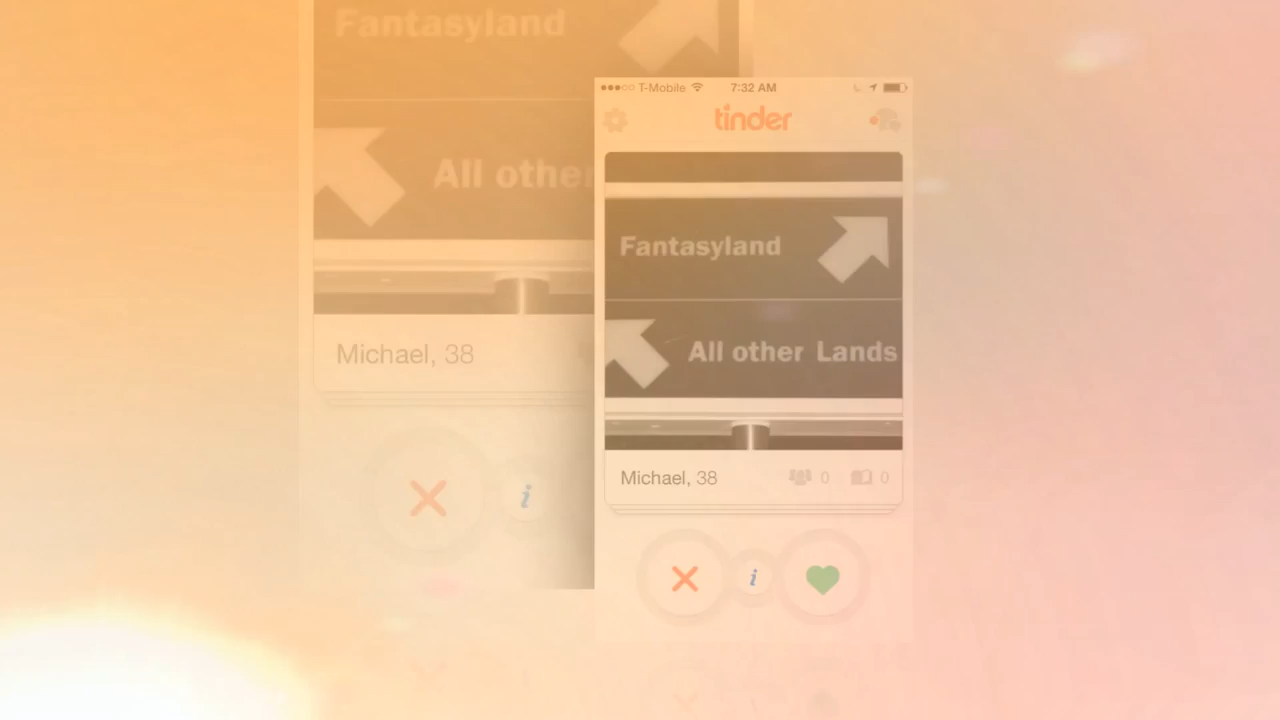 Fantasyland
All other
Michael, 38
i
T-Mobile 7:32 AM
tinder
Fantasyland
All other Lands
Michael, 38 0 0
i